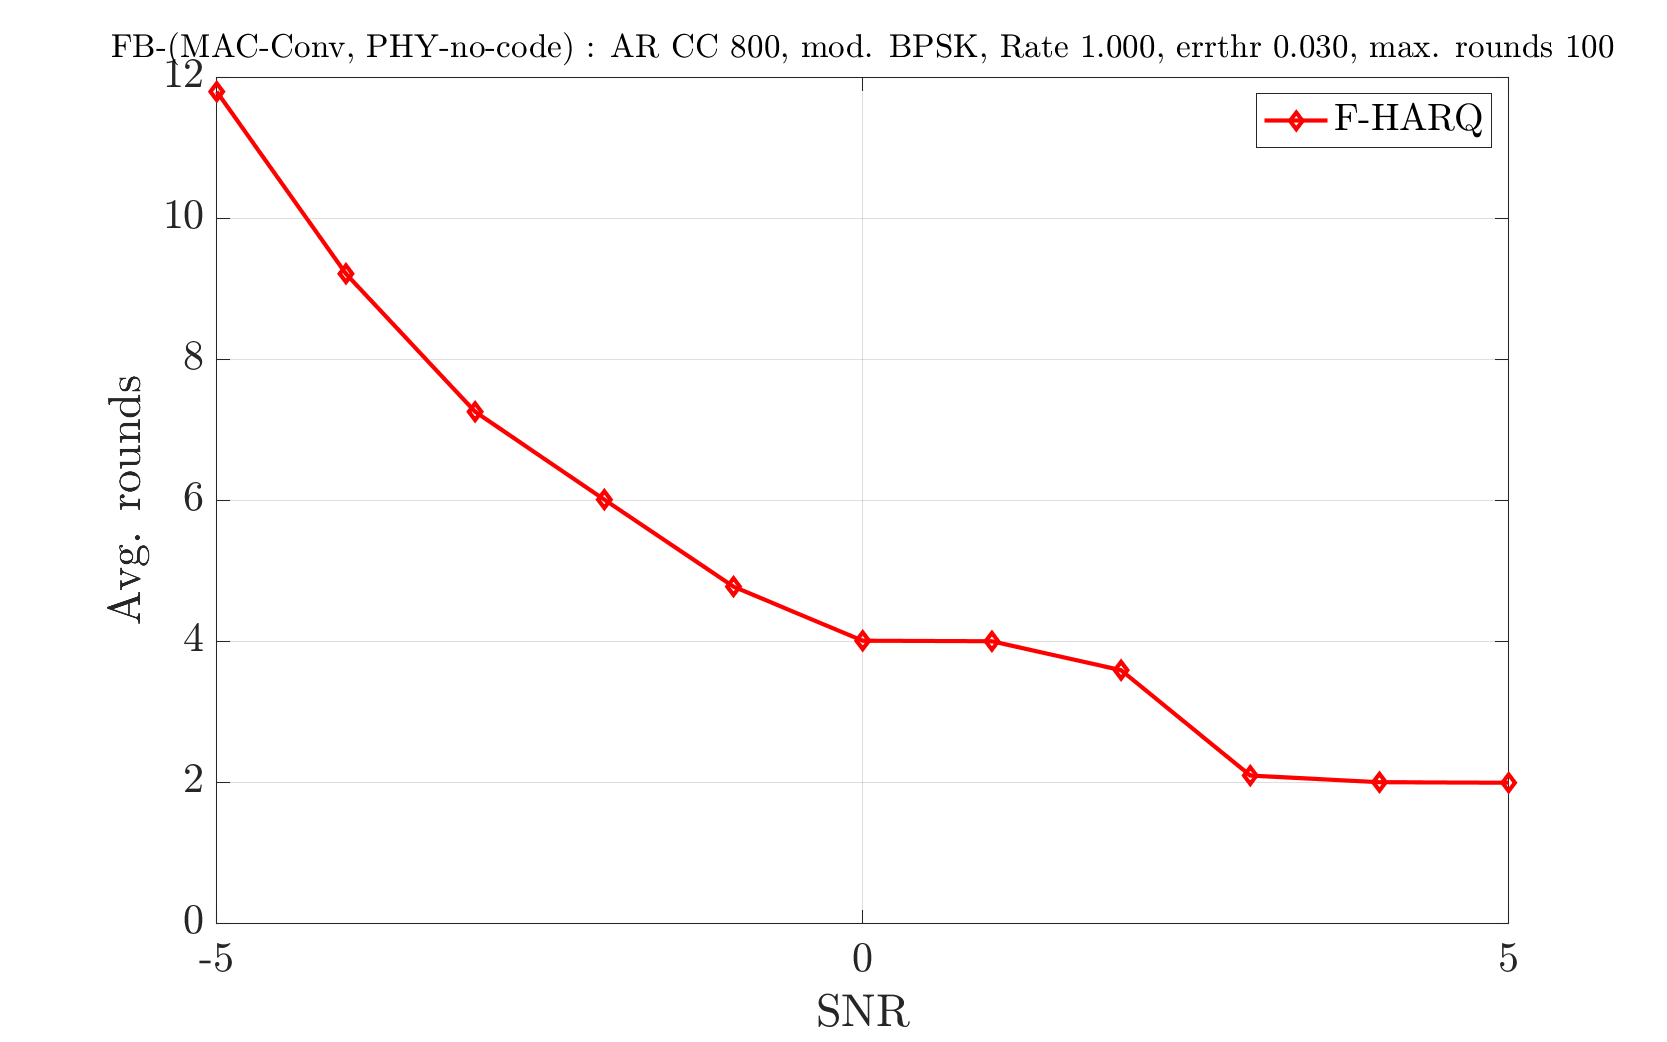 FB-(MAC-Conv, PHY-no-code) : AR CC 800, mod. BPSK, Rate 1.000, errthr 0.030, max. rounds 100
F-HARQ
12
10
8
6
4
2
0
Avg. rounds
-5
0
5
SNR